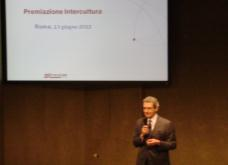 Premiazione Intercultura
Roma, 13 giugno 2012